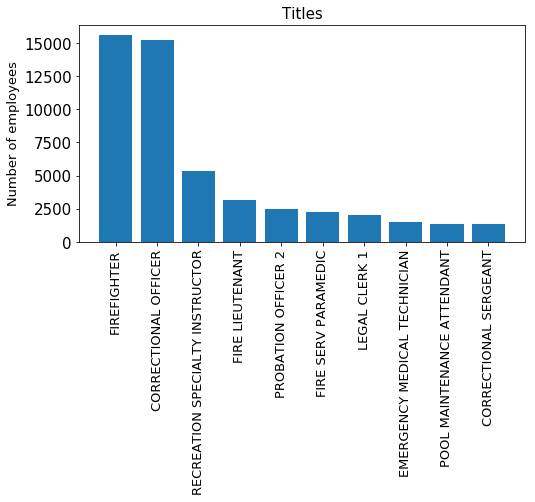 Titles
Number of employees
15000
12500
10000
7500
5000
2500
0
FIREFIGHTER
CORRECTIONAL OFFICER
RECREATION SPECIALTY INSTRUCTOR
FIRE LIEUTENANT
PROBATION OFFICER 2
FIRE SERV PARAMEDIC
LEGAL CLERK 1
EMERGENCY MEDICAL TECHNICIAN
POOL MAINTENANCE ATTENDANT
CORRECTIONAL SERGEANT